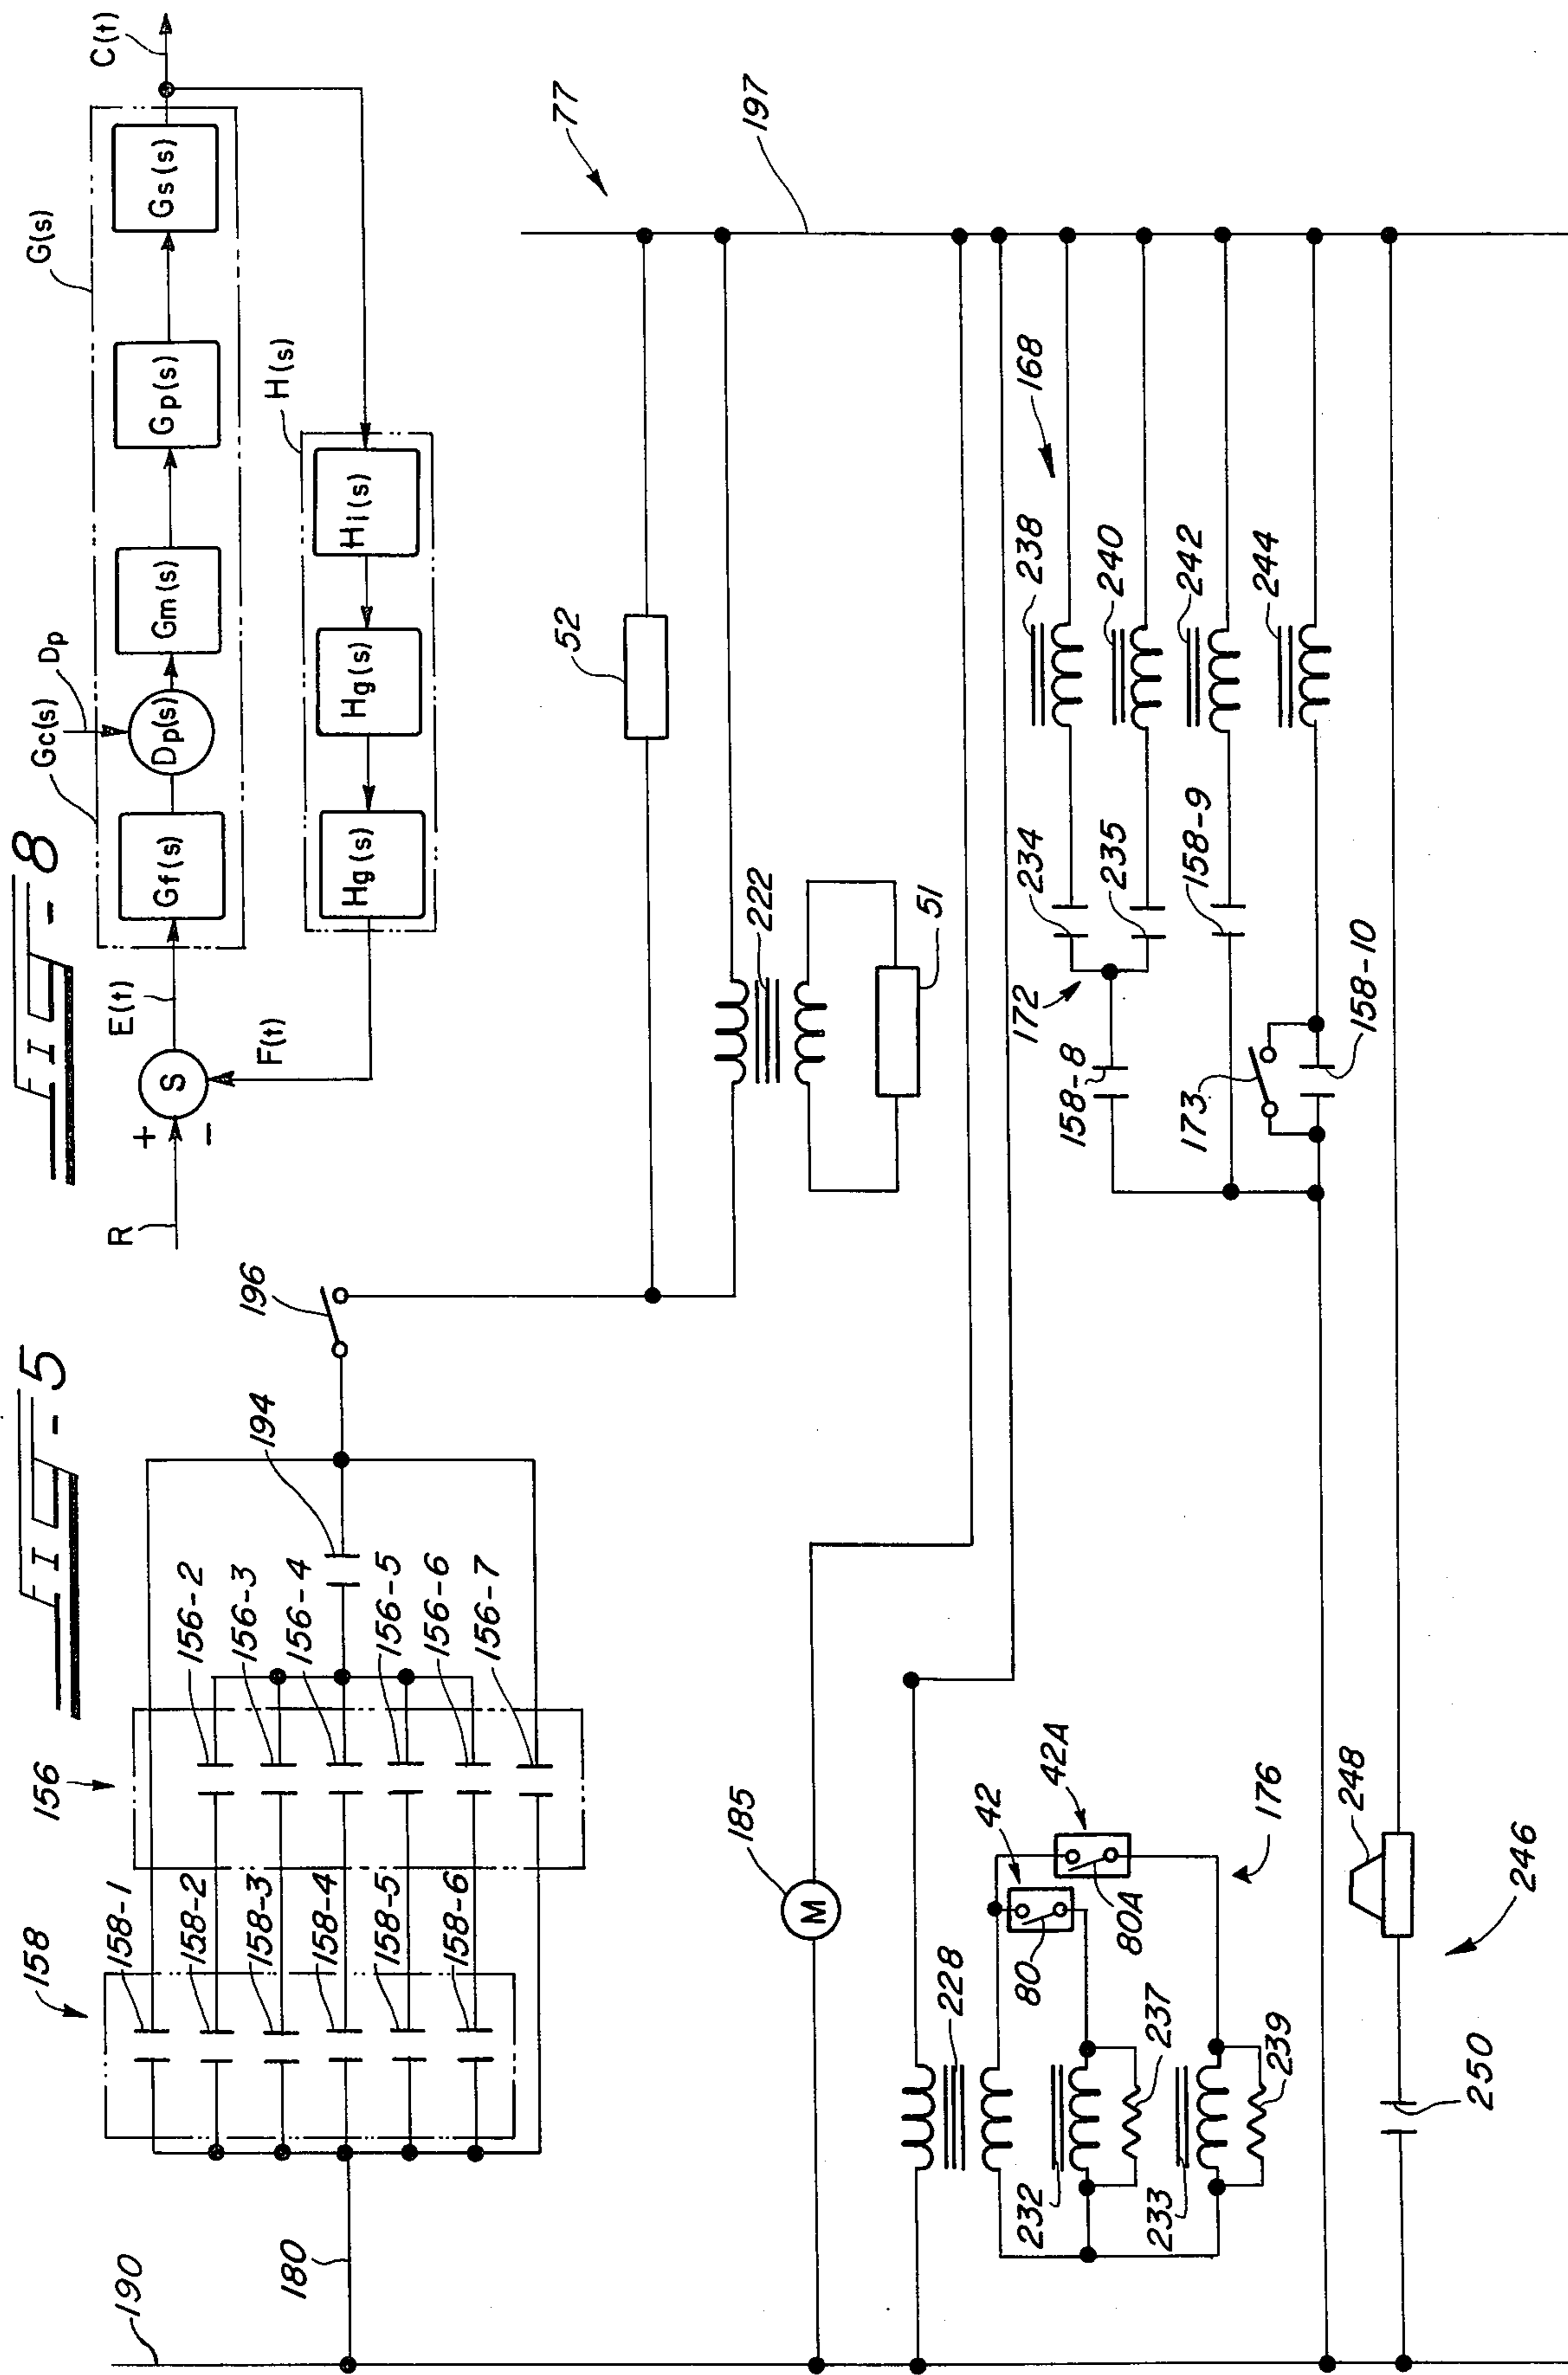 FIG-8
R
+
-
S
E(t)
F(t)
Gc(s)
Dp
G(s)
Gf(s)
Dp(s)
Gm(s)
Gp(s)
Gs(s)
C(t)
H(s)
Hg(s)
Hg(s)
Hi(s)
FIG-5
190
180
158
158-1
158-2
158-3
158-4
158-5
158-6
156
156-2
156-3
156-4
156-5
156-6
156-7
194
196
52
77
197
222
51
185
M
228
42
42A
80
80A
232
237
233
239
176
168
172
234
235
238
240
242
244
158-8
158-9
173
158-10
248
250
246